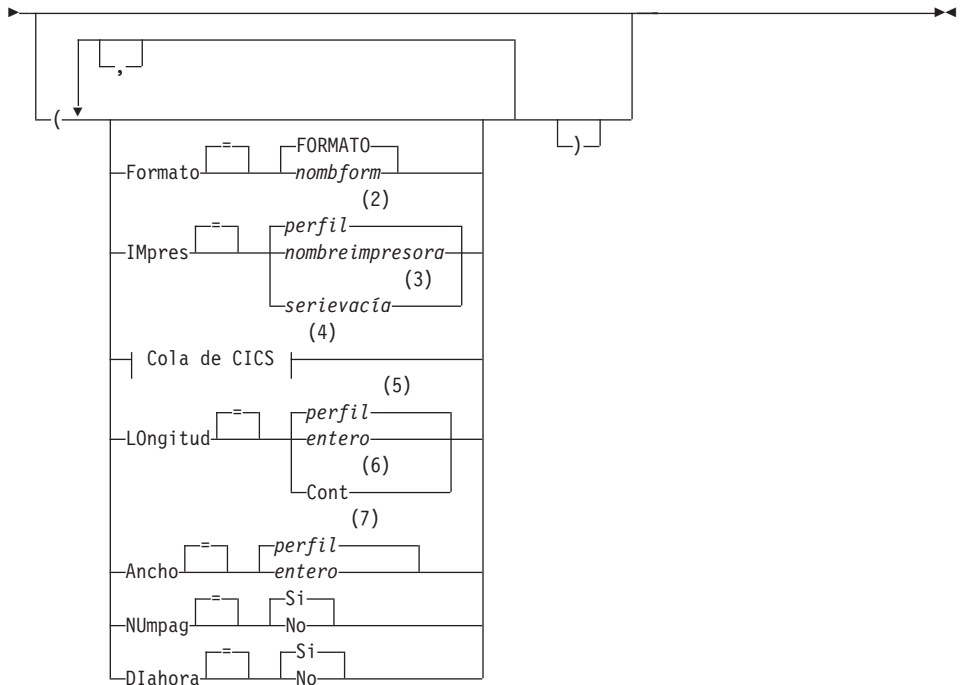 ,
(
)
Formato = FORMATO
nombform
(2)
IMpres = perfil
nombreimpresora
(3)
serievacía
(4)
Cola de CICS
(5)
LOngitud = perfil
entero
(6)
Cont
(7)
Ancho = perfil
entero
NUmpag = Si
No
DIahora = Si
No